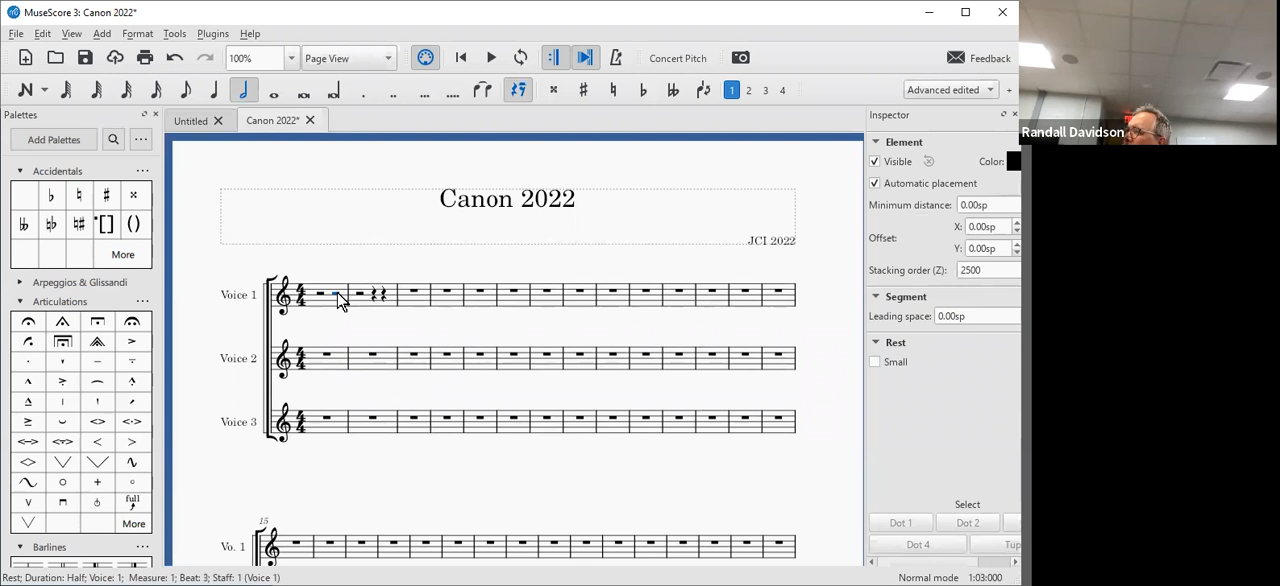 MuseScore 3: Canon 2022*
File Edit View Add Format Tools Plugins Help
100% Page View Concert Pitch Feedback
1 2 3 4 Advanced edited +
Palettes
Untitled Canon 2022*
Inspector
Add Palettes
Element
Visible Color:
Automatic placement
Minimum distance: 0.00sp
X: 0.00sp
Offset:
Y: 0.00sp
Stacking order (Z): 2500
Segment
Leading space: 0.00sp
Rest
Small
Select
Dot 1 Dot 2
Dot 4 Tup
Accidentals
More
Arpeggios & Glissandi
Articulations
full
More
Barlines
Canon 2022
JCI 2022
Voice 1
Voice 2
Voice 3
15
Vo. 1
Rest; Duration: Half; Voice: 1; Measure: 1; Beat: 3; Staff: 1 (Voice 1)
Normal mode 1:03:000
Randall Davidson